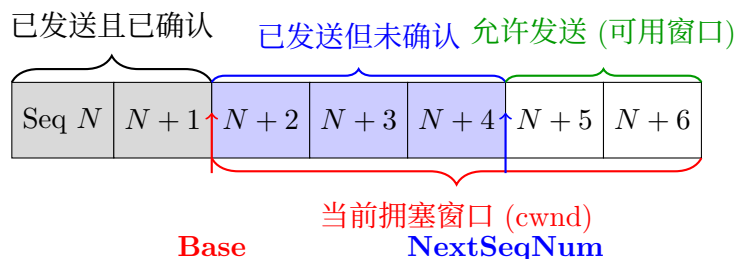 已发送且已确认
已发送但未确认
允许发送 (可用窗口)
Seq N N + 1 N + 2 N + 3 N + 4 N + 5 N + 6
当前拥塞窗口 (cwnd)
Base NextSeqNum